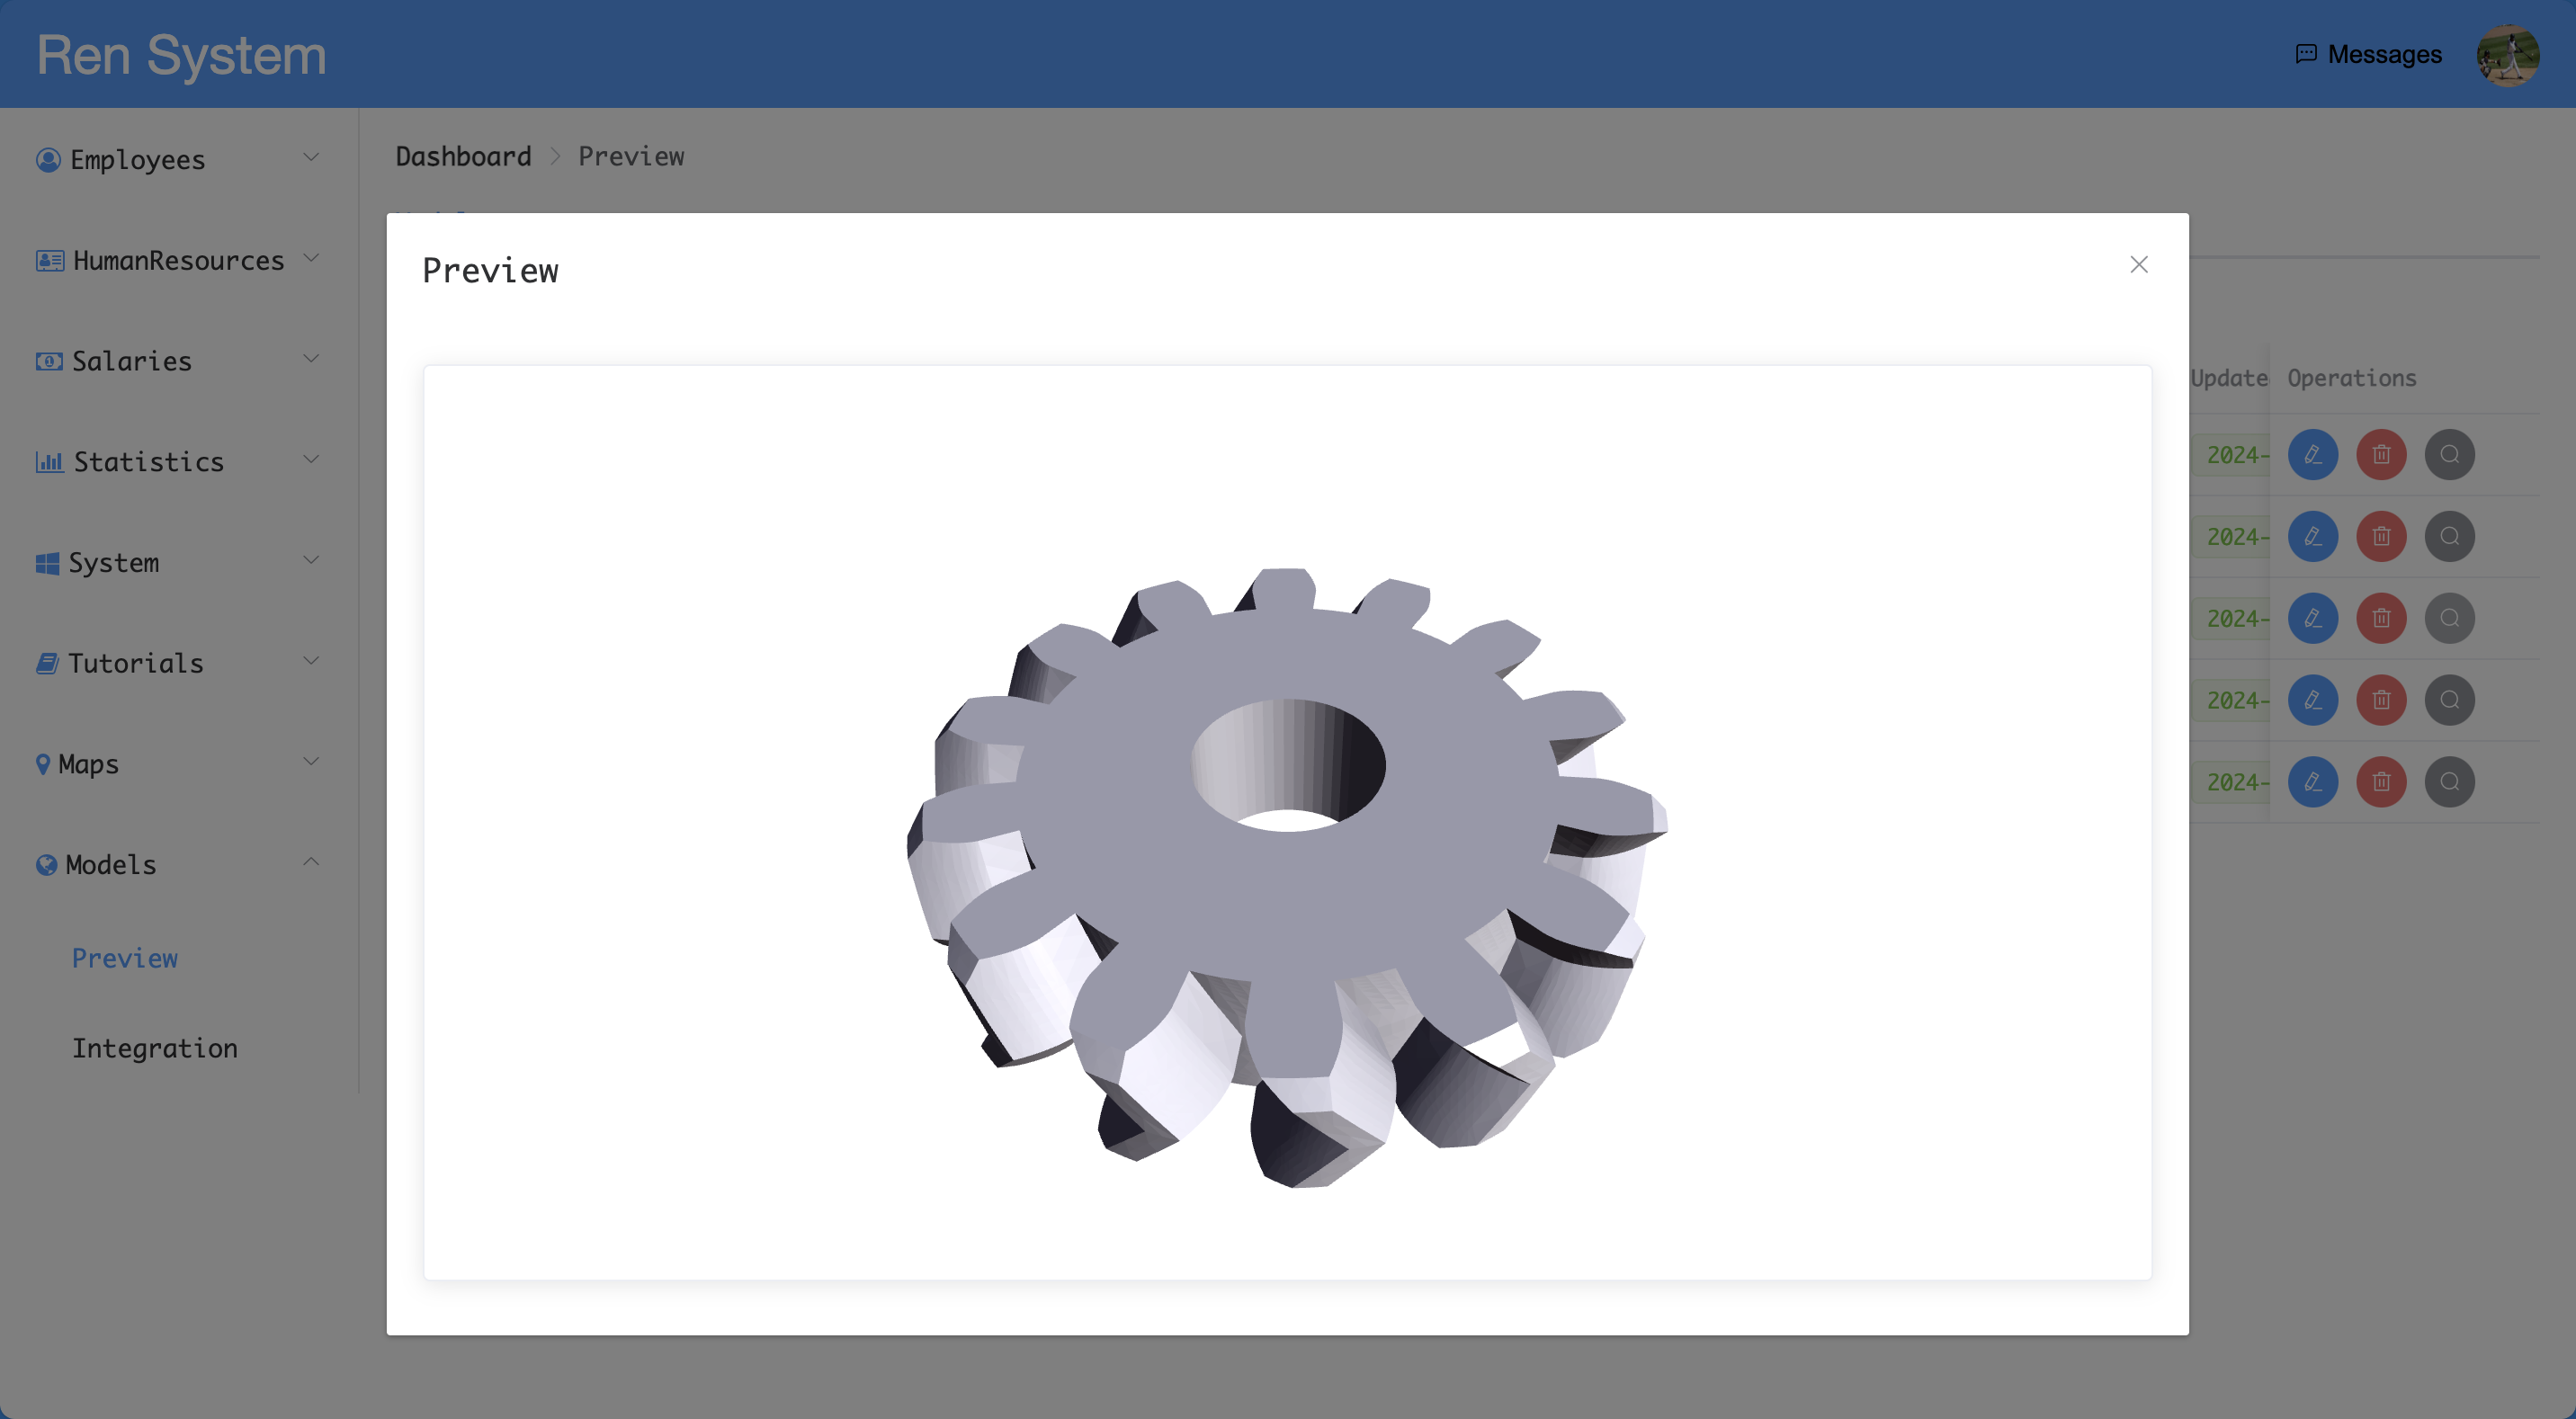 Ren System
Messages
Employees
HumanResources
Salaries
Statistics
System
Tutorials
Maps
Models
Preview
Integration
Dashboard > Preview
Preview
Operations
2024-
2024-
2024-
2024-
2024-